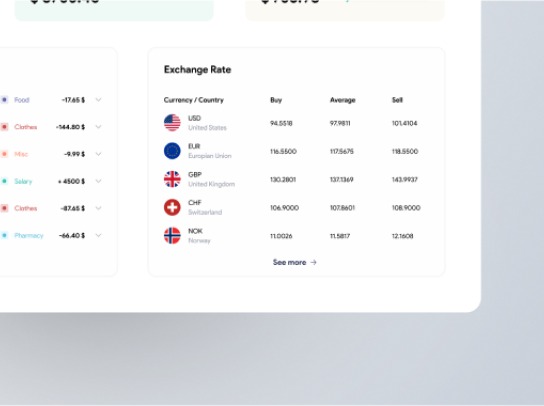 Exchange Rate
Currency / Country Buy Average Sell
Food -17.65 $
USD
United States
94.5518 97.9811 101.4104
Clothes -144.80 $
EUR
Europian Union
116.5500 117.5675 118.5500
Misc -9.99 $
GBP
United Kingdom
130.2801 137.1369 143.9937
Salary + 4500 $
CHF
Switzerland
106.9000 107.8601 108.9000
Clothes -87.65 $
NOK
Norway
11.0026 11.5817 12.1608
Pharmacy -66.40 $
See more →